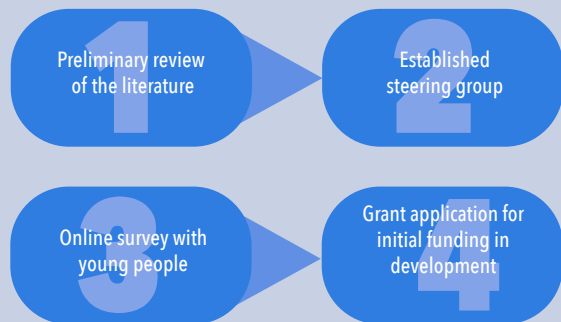 1
Preliminary review
of the literature
2
Established
steering group
3
Online survey with
young people
4
Grant application for
initial funding in
development